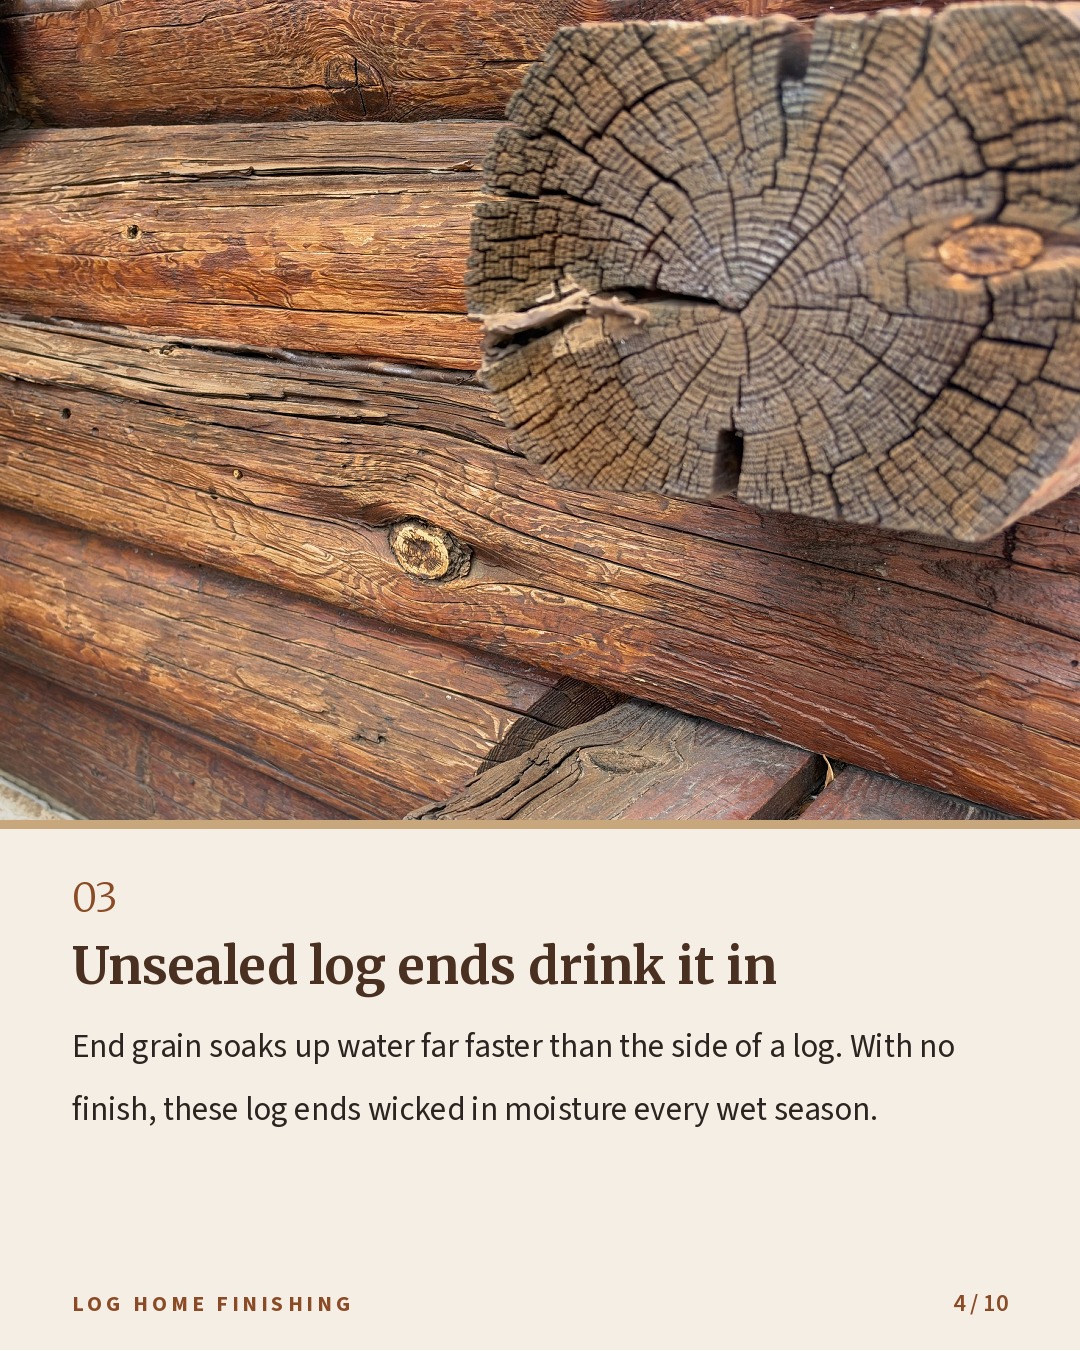 03
Unsealed log ends drink it in
End grain soaks up water far faster than the side of a log. With no
finish, these log ends wicked in moisture every wet season.
LOG HOME FINISHING
4 / 10